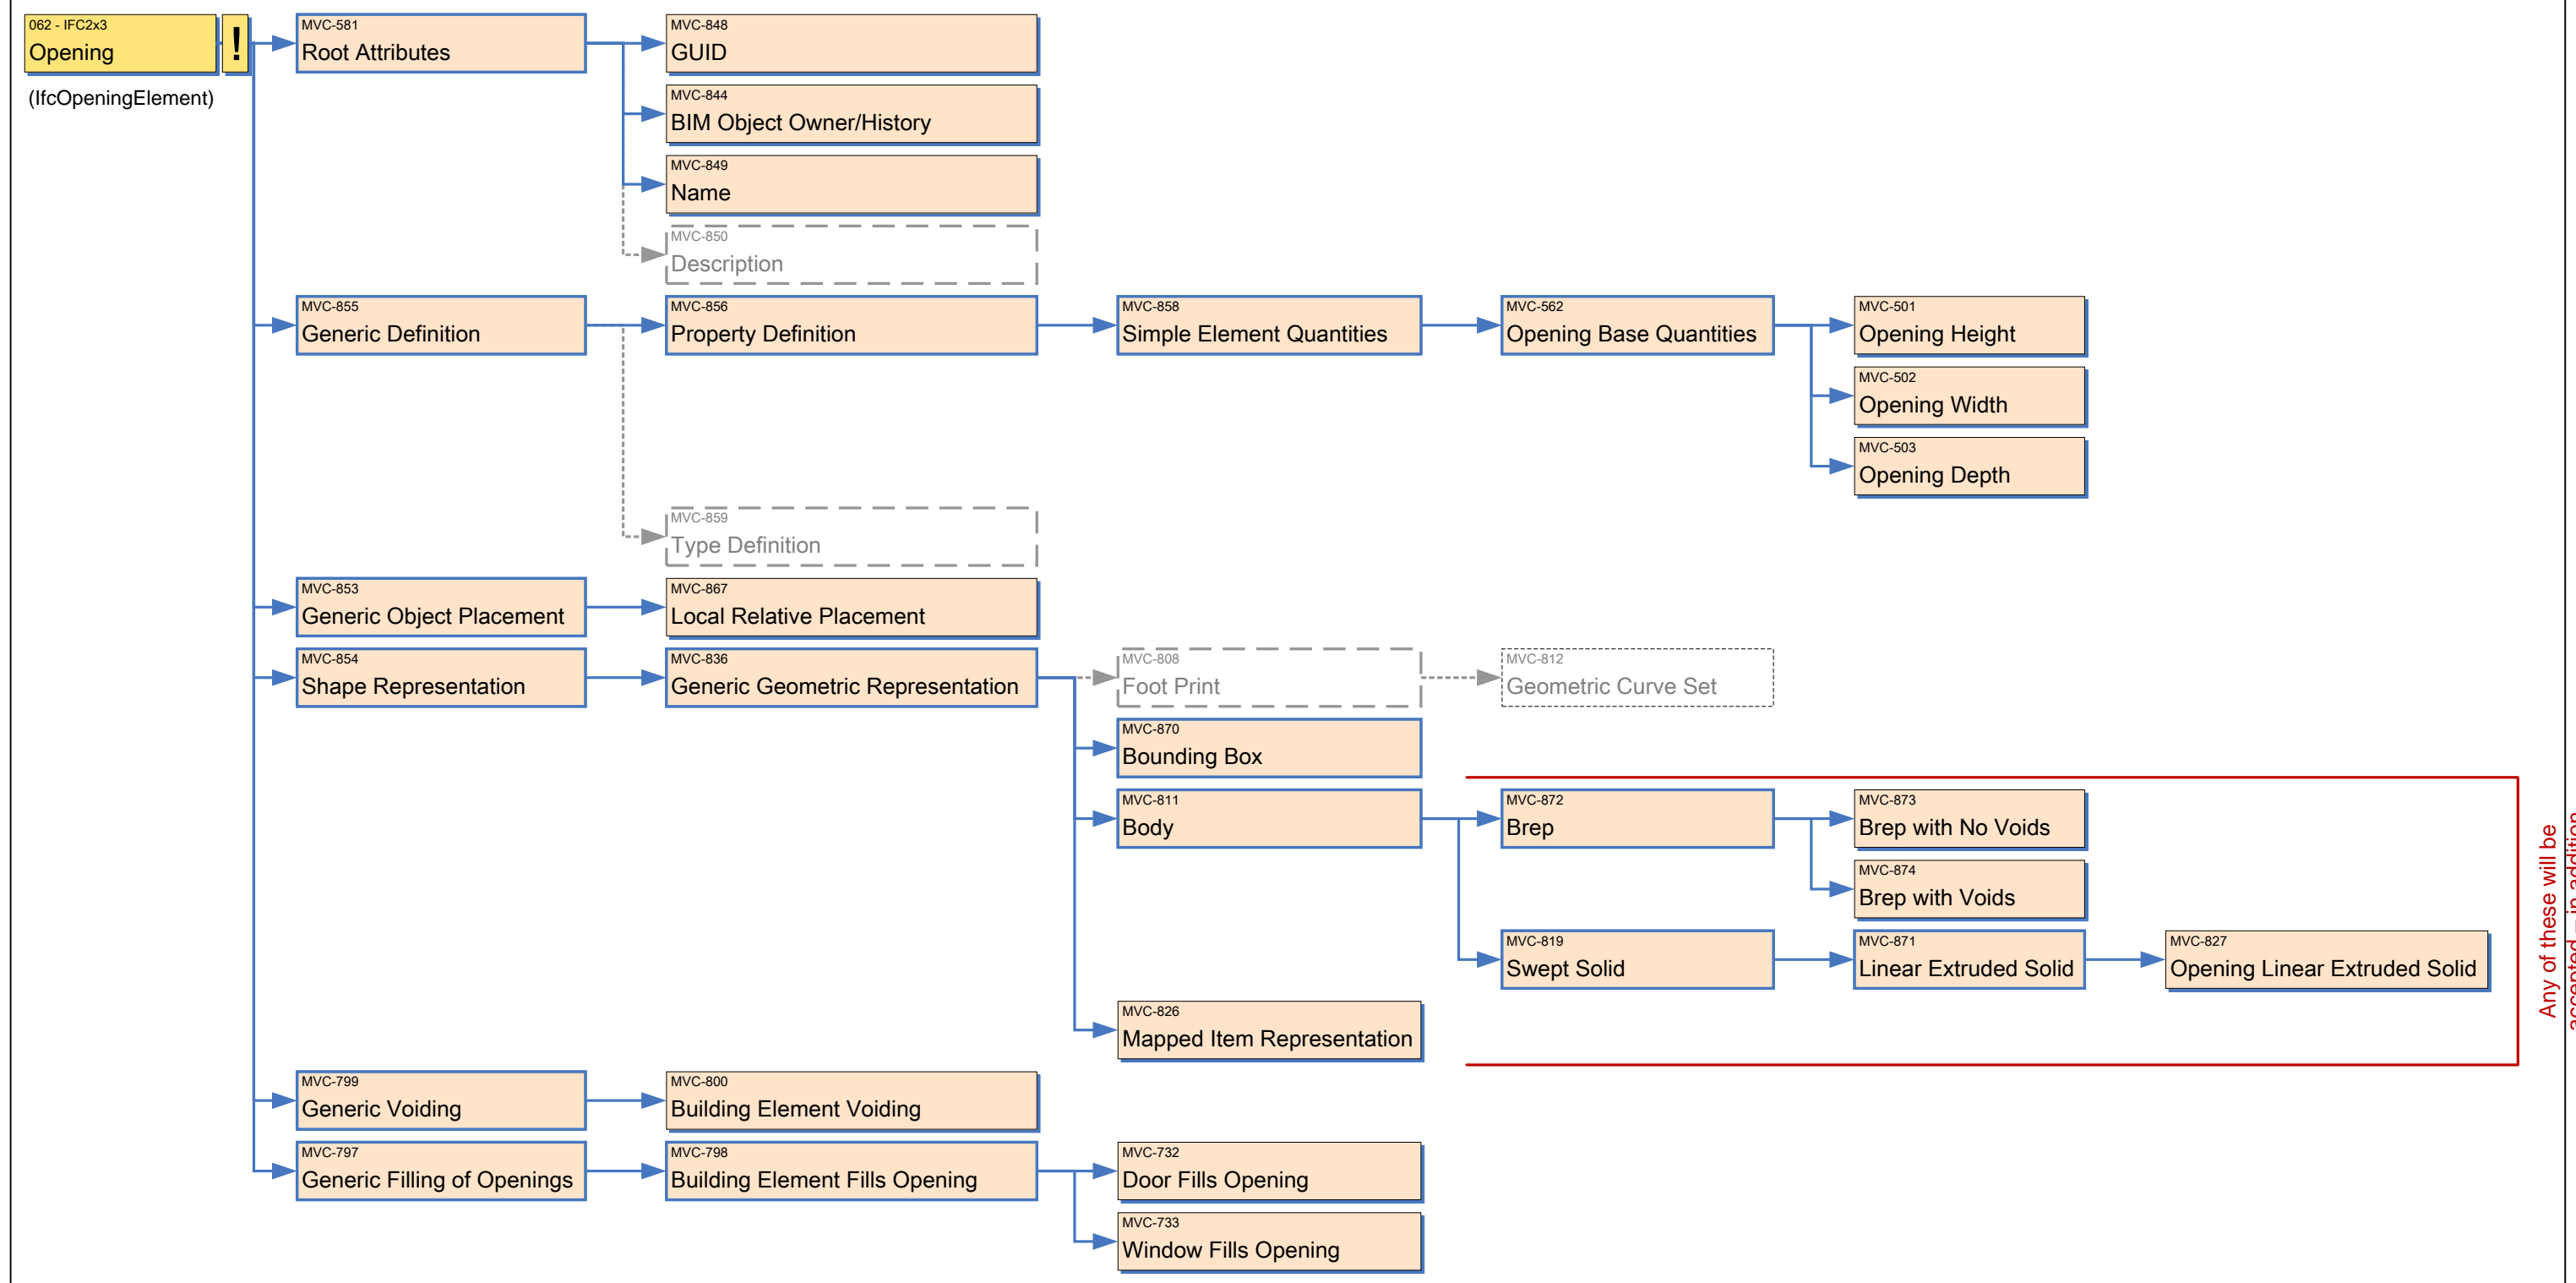 062 - IFC2x3
Opening
!
(IfcOpeningElement)
MVC-581
Root Attributes
MVC-848
GUID
MVC-844
BIM Object Owner/History
MVC-849
Name
MVC-850
Description
MVC-855
Generic Definition
MVC-856
Property Definition
MVC-858
Simple Element Quantities
MVC-562
Opening Base Quantities
MVC-501
Opening Height
MVC-502
Opening Width
MVC-503
Opening Depth
MVC-859
Type Definition
MVC-853
Generic Object Placement
MVC-867
Local Relative Placement
MVC-854
Shape Representation
MVC-836
Generic Geometric Representation
MVC-808
Foot Print
MVC-812
Geometric Curve Set
MVC-870
Bounding Box
MVC-811
Body
MVC-872
Brep
MVC-873
Brep with No Voids
MVC-874
Brep with Voids
MVC-819
Swept Solid
MVC-871
Linear Extruded Solid
MVC-827
Opening Linear Extruded Solid
MVC-826
Mapped Item Representation
Any of these will be
accepted – in addition
MVC-799
Generic Voiding
MVC-800
Building Element Voiding
MVC-797
Generic Filling of Openings
MVC-798
Building Element Fills Opening
MVC-732
Door Fills Opening
MVC-733
Window Fills Opening